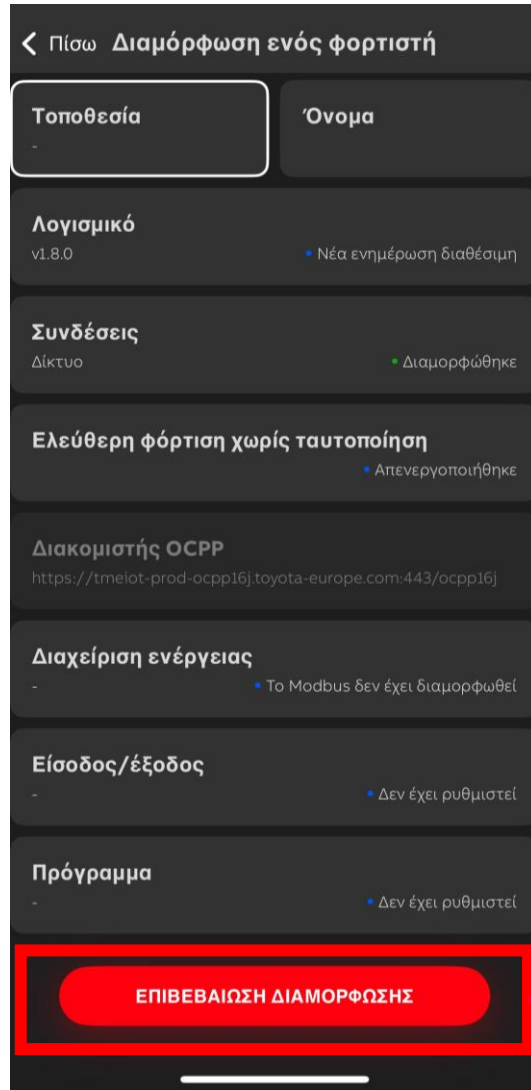 Πίσω Διαμόρφωση ενός φορτιστή
Τοποθεσία
-
Όνομα
Λογισμικό
v1.8.0
Νέα ενημέρωση διαθέσιμη
Συνδέσεις
Δίκτυο
Διαμορφώθηκε
Ελεύθερη φόρτιση χωρίς ταυτοποίηση
Απενεργοποιήθηκε
Διακομιστής OCPP
https://tmeiot-prod-ocpp16j.toyota-europe.com:443/ocpp16j
Διαχείριση ενέργειας
-
Το Modbus δεν έχει διαμορφωθεί
Είσοδος/έξοδος
-
Δεν έχει ρυθμιστεί
Πρόγραμμα
-
Δεν έχει ρυθμιστεί
ΕΠΙΒΕΒΑΙΩΣΗ ΔΙΑΜΟΡΦΩΣΗΣ